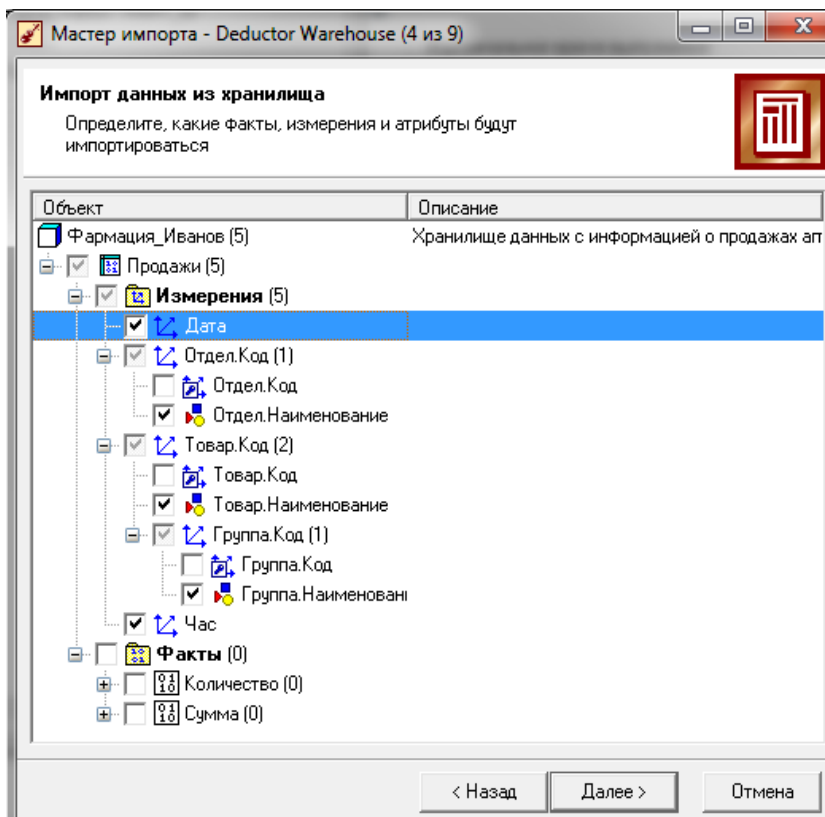 Мастер импорта - Deductor Warehouse (4 из 9)
Импорт данных из хранилища
Определите, какие факты, измерения и атрибуты будут
импортироваться
Объект Описание
Фармация_Иванов (5) Хранилище данных с информацией о продажах ап
Продажи (5)
Измерения (5)
Дата
Отдел.Код (1)
Отдел.Код
Отдел.Наименование
Товар.Код (2)
Товар.Код
Товар.Наименование
Группа.Код (1)
Группа.Код
Группа.Наименовани
Час
Факты (0)
Количество (0)
Сумма (0)
< Назад Далее > Отмена